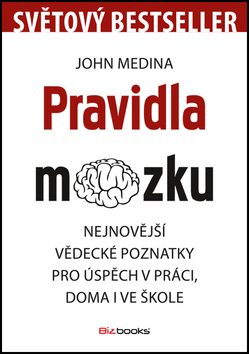 SVĚTOVÝ BESTSELLER
JOHN MEDINA
Pravidla
mozku
NEJNOVĚJŠÍ
VĚDECKÉ POZNATKY
PRO ÚSPĚCH V PRÁCI,
DOMA I VE ŠKOLE
Bizbooks®